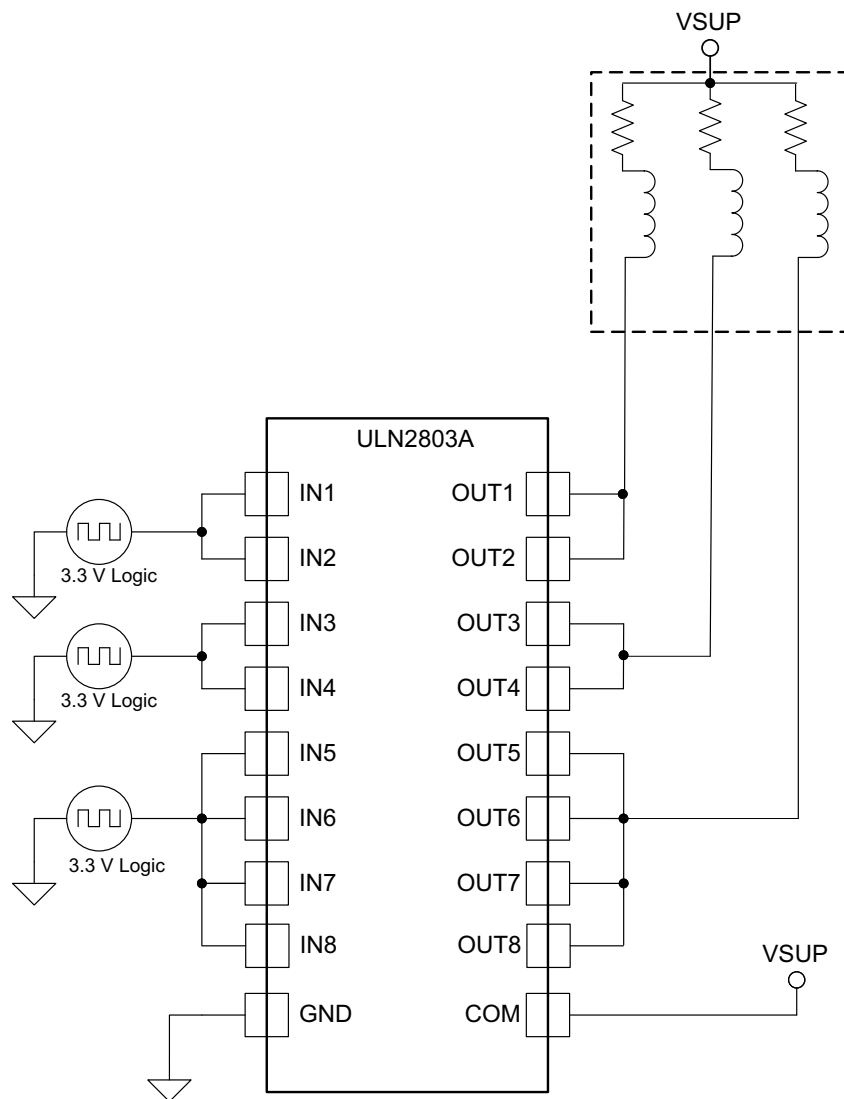 VSUP
ULN2803A
IN1
OUT1
IN2
OUT2
3.3 V Logic
IN3
OUT3
IN4
OUT4
3.3 V Logic
IN5
OUT5
IN6
OUT6
3.3 V Logic
IN7
OUT7
IN8
OUT8
VSUP
GND
COM